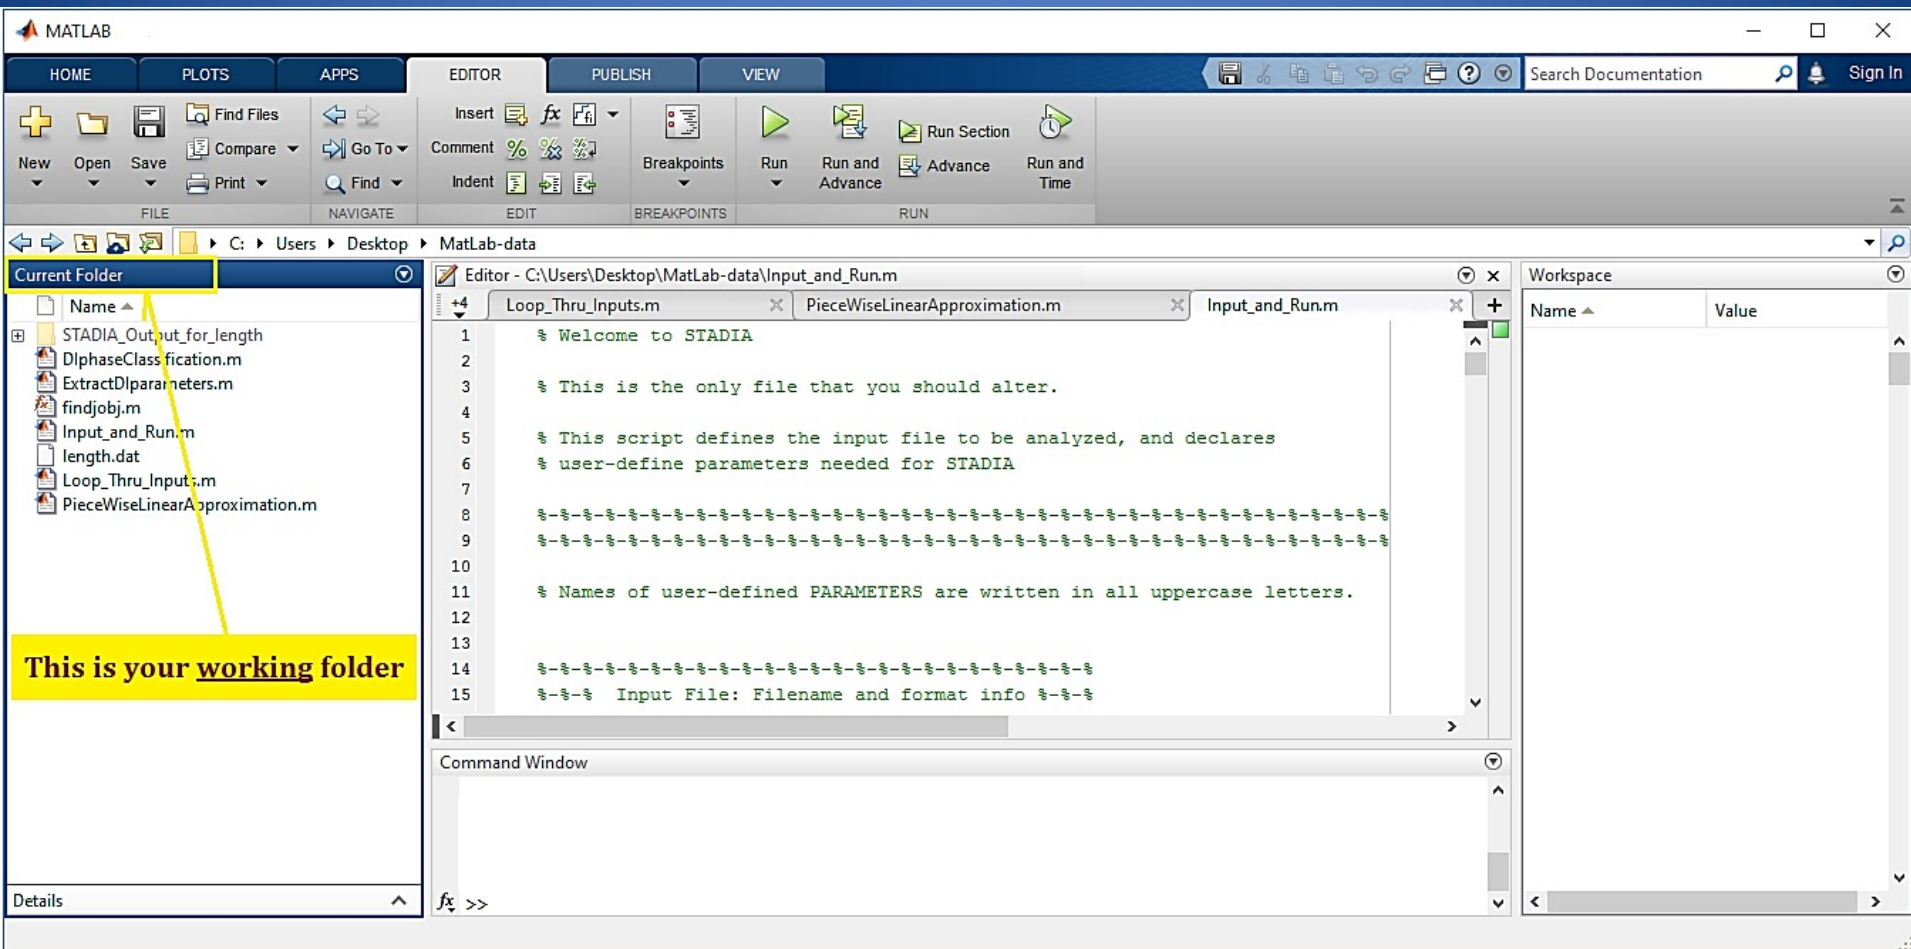 MATLAB
HOME PLOTS APPS EDITOR PUBLISH VIEW Search Documentation Sign In
New Open Save Find Files Compare Print
FILE
Go To Find
NAVIGATE
Insert fx
Comment
Indent
EDIT
Breakpoints
BREAKPOINTS
Run Run and Advance Run Section Advance Run and Time
RUN
C: Users Desktop MatLab-data
Current Folder
Name
STADIA_Output_for_length
DIphaseClassification.m
ExtractDIparameters.m
findjobj.m
Input_and_Run.m
length.dat
Loop_Thru_Inputs.m
PieceWiseLinearApproximation.m
This is your working folder
Details
Editor - C:\Users\Desktop\MatLab-data\Input_and_Run.m
+4 Loop_Thru_Inputs.m PieceWiseLinearApproximation.m Input_and_Run.m +
1 % Welcome to STADIA
2
3 % This is the only file that you should alter.
4
5 % This script defines the input file to be analyzed, and declares
6 % user-define parameters needed for STADIA
7
8 %-%-%-%-%-%-%-%-%-%-%-%-%-%-%-%-%-%-%-%-%-%-%-%-%-%-%-%-%-%-%-%-%-%-%-%-%-%
9 %-%-%-%-%-%-%-%-%-%-%-%-%-%-%-%-%-%-%-%-%-%-%-%-%-%-%-%-%-%-%-%-%-%-%-%-%-%
10
11 % Names of user-defined PARAMETERS are written in all uppercase letters.
12
13
14 %-%-%-%-%-%-%-%-%-%-%-%-%-%-%-%-%-%-%-%-%-%-%-%-%
15 %-%-% Input File: Filename and format info %-%-%
Command Window
fx >>
Workspace
Name Value